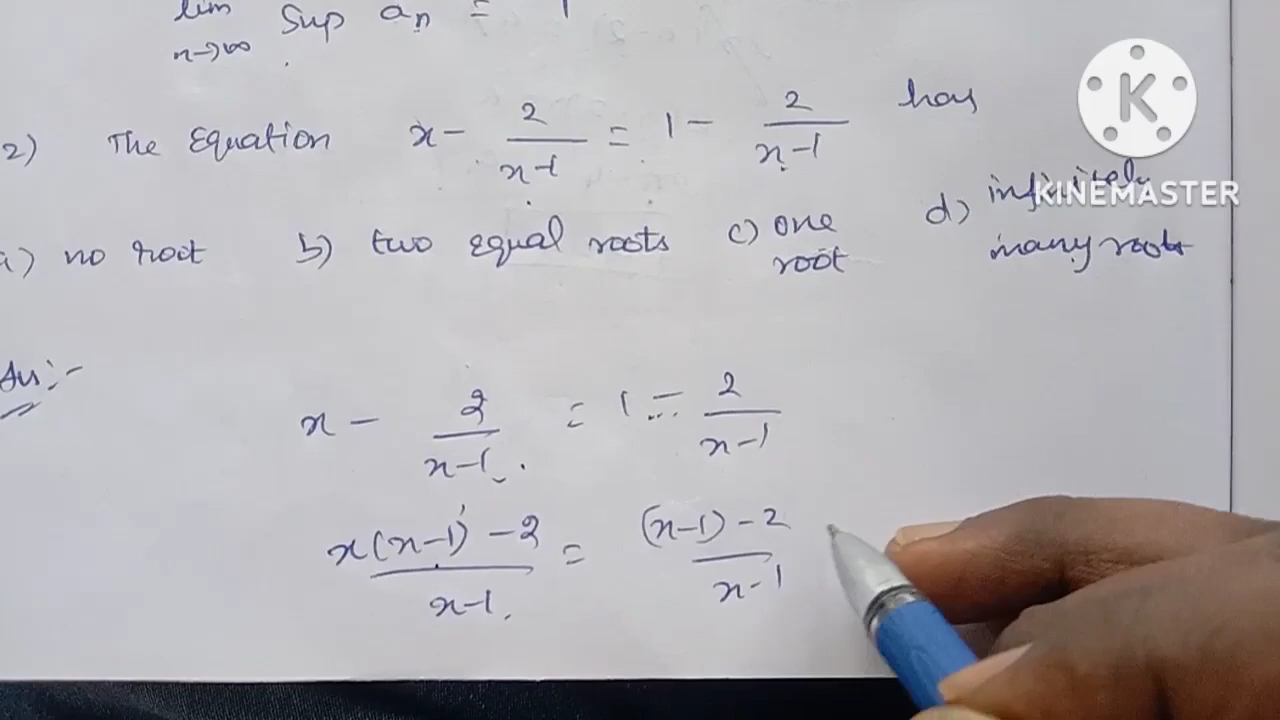 lim Sup aₙ = 1
n→∞
2) The Equation x - 2/(x-1) = 1 - 2/(x-1) has
a) no root b) two equal roots c) one root d) infinitely many roots
KINEMASTER
Ans:-
x - 2/(x-1) = 1 - 2/(x-1)
(x(x-1) - 2)/(x-1) = ((x-1) - 2)/(x-1)